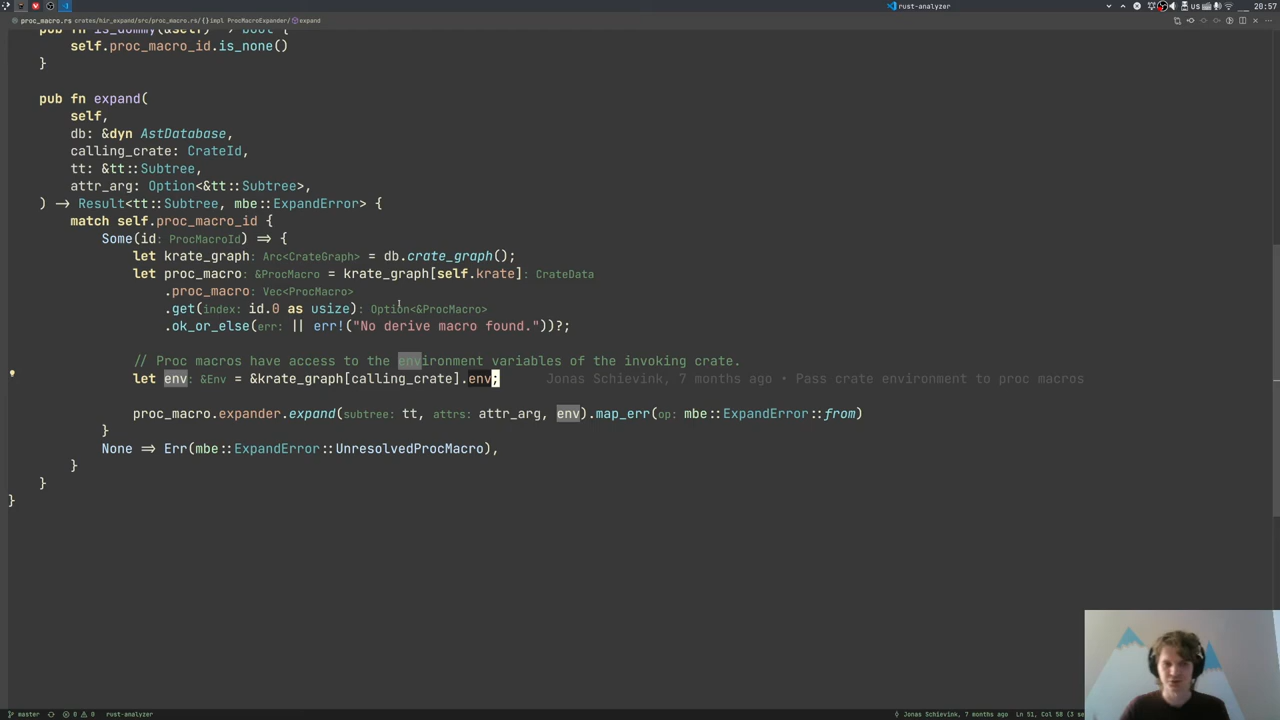 rust-analyzer
us
20:57
proc_macro.rs crates/hir_expand/src/proc_macro.rs/{} impl ProcMacroExpander/expand
pub fn is_dummy(&self) -> bool {
self.proc_macro_id.is_none()
}
pub fn expand(
self,
db: &dyn AstDatabase,
calling_crate: CrateId,
tt: &tt::Subtree,
attr_arg: Option<&tt::Subtree>,
) -> Result<tt::Subtree, mbe::ExpandError> {
match self.proc_macro_id {
Some(id: ProcMacroId) => {
let krate_graph: Arc<CrateGraph> = db.crate_graph();
let proc_macro: &ProcMacro = krate_graph[self.krate]: CrateData
.proc_macro: Vec<ProcMacro>
.get(index: id.0 as usize): Option<&ProcMacro>
.ok_or_else(err: || err!("No derive macro found."))?;
// Proc macros have access to the environment variables of the invoking crate.
let env: &Env = &krate_graph[calling_crate].env; Jonas Schievink, 7 months ago • Pass crate environment to proc macros
proc_macro.expander.expand(subtree: tt, attrs: attr_arg, env).map_err(op: mbe::ExpandError::from)
}
None => Err(mbe::ExpandError::UnresolvedProcMacro),
}
}
}
master 0 0 rust-analyzer
Jonas Schievink, 7 months ago Ln 51, Col 58 (3 se